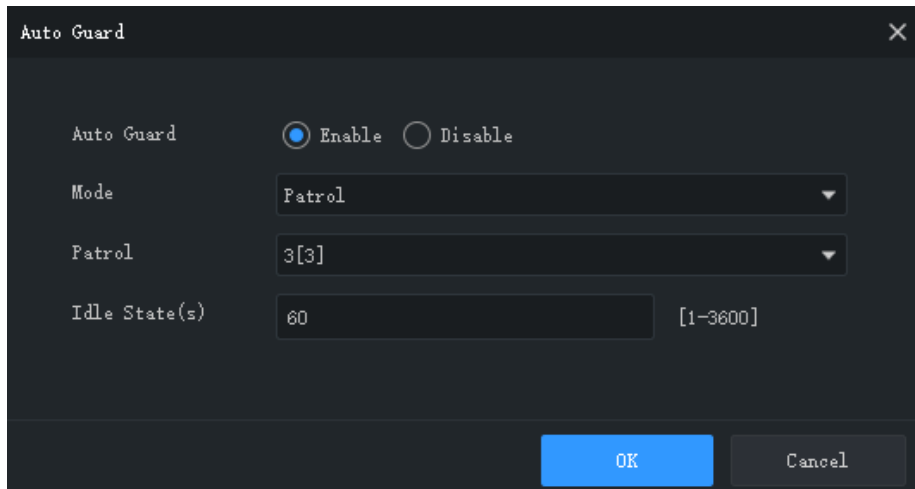 Auto Guard
Auto Guard Enable Disable
Mode Patrol
Patrol 3[3]
Idle State(s) 60 [1-3600]
OK Cancel